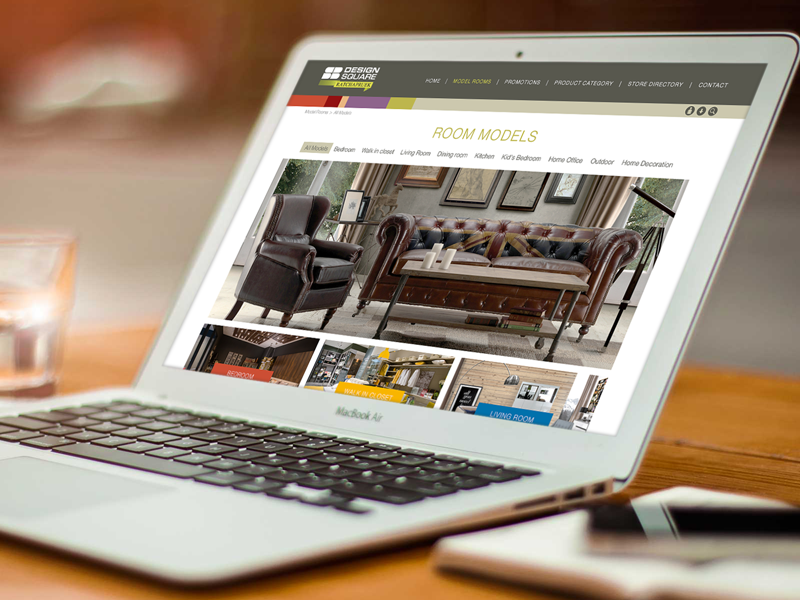 DESIGN
SQUARE
RATCHAPRUEK
HOME | MODEL ROOMS | PROMOTIONS | PRODUCT CATEGORY | STORE DIRECTORY | CONTACT
Model Rooms >> All Models
ROOM MODELS
All Models Bedroom Walk in closet Living Room Dining room Kitchen Kid's Bedroom Home Office Outdoor Home Decoration
BEDROOM
WALK IN CLOSET
LIVING ROOM
MacBook Air